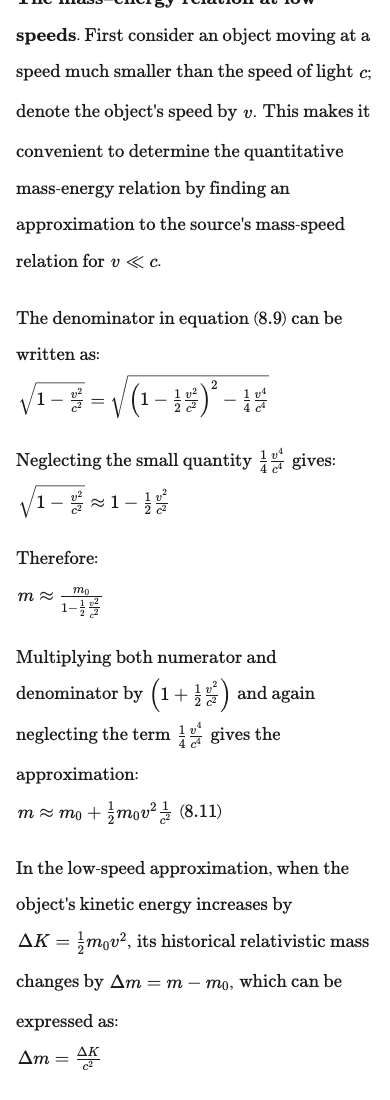 The mass–energy relation at low
speeds. First consider an object moving at a
speed much smaller than the speed of light c;
denote the object's speed by v. This makes it
convenient to determine the quantitative
mass-energy relation by finding an
approximation to the source's mass-speed
relation for v ≪ c.
The denominator in equation (8.9) can be
written as:
√(1 − v²/c²) = √((1 − ½ v²/c²)² − ¼ v⁴/c⁴)
Neglecting the small quantity ¼ v⁴/c⁴ gives:
√(1 − v²/c²) ≈ 1 − ½ v²/c²
Therefore:
m ≈ m₀/(1 − ½ v²/c²)
Multiplying both numerator and
denominator by (1 + ½ v²/c²) and again
neglecting the term ¼ v⁴/c⁴ gives the
approximation:
m ≈ m₀ + ½m₀v² 1/c² (8.11)
In the low-speed approximation, when the
object's kinetic energy increases by
ΔK = ½m₀v², its historical relativistic mass
changes by Δm = m − m₀, which can be
expressed as:
Δm = ΔK/c²